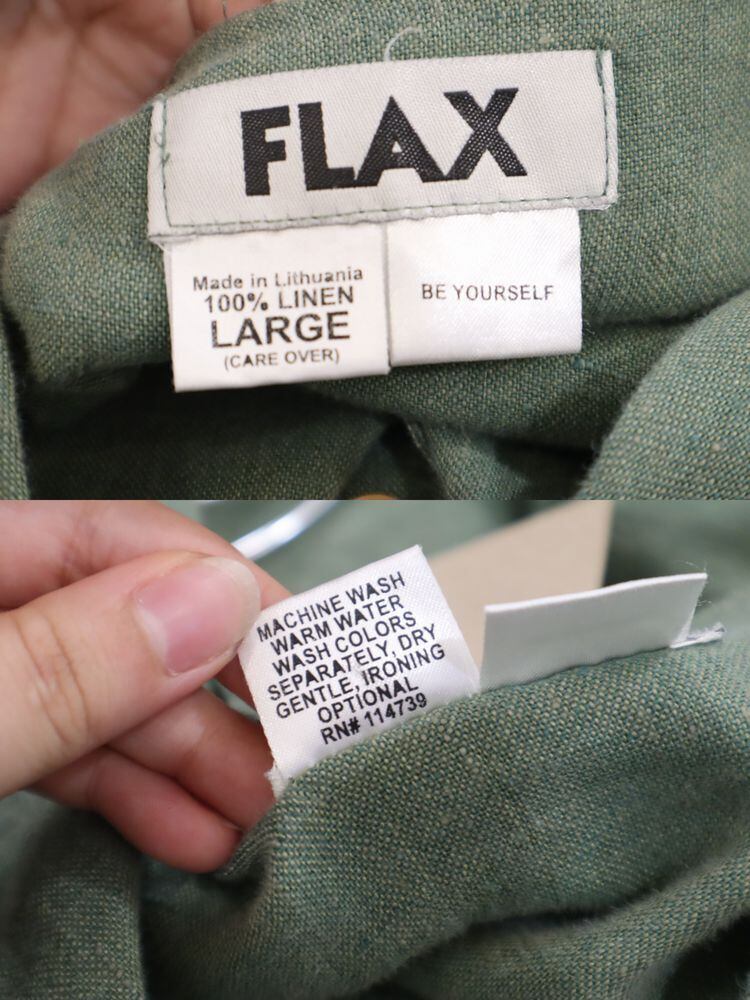 FLAX
Made in Lithuania
100% LINEN
LARGE
(CARE OVER)
BE YOURSELF
MACHINE WASH
WARM WATER
WASH COLORS
SEPARATELY, DRY
GENTLE, IRONING
OPTIONAL
RN# 114739